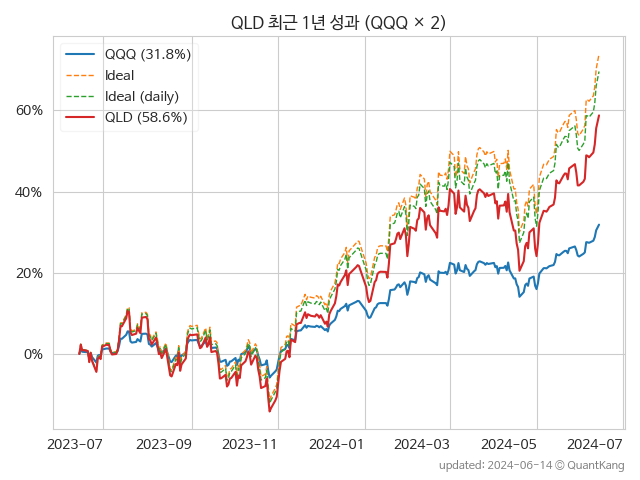 QLD 최근 1년 성과 (QQQ × 2)
QQQ (31.8%)
Ideal
Ideal (daily)
QLD (58.6%)
60%
40%
20%
0%
2023-07 2023-09 2023-11 2024-01 2024-03 2024-05 2024-07
updated: 2024-06-14 © QuantKang